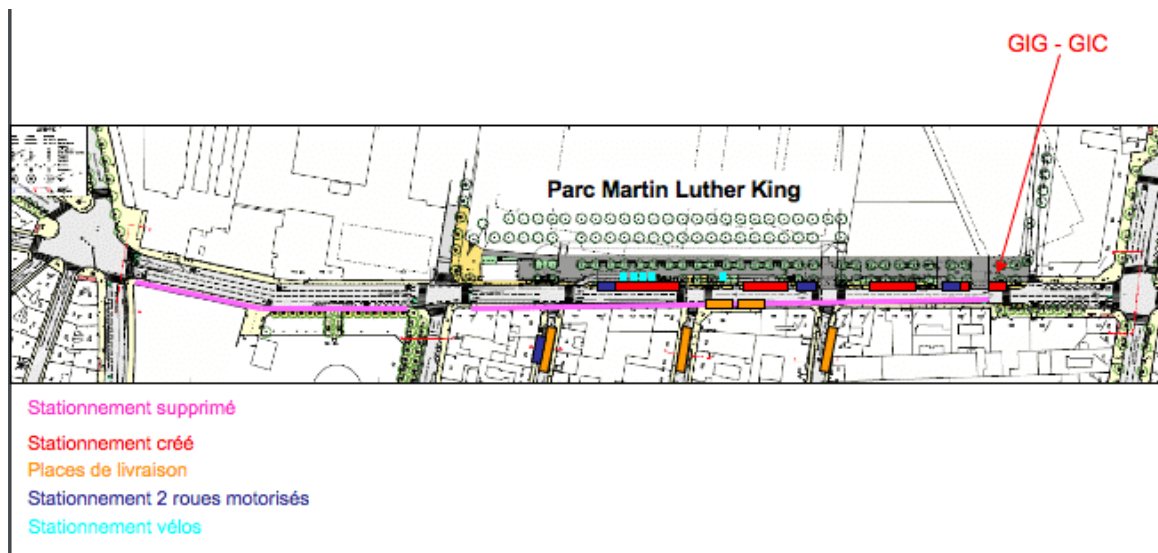 GIG - GIC
Parc Martin Luther King
Stationnement supprimé
Stationnement créé
Places de livraison
Stationnement 2 roues motorisés
Stationnement vélos